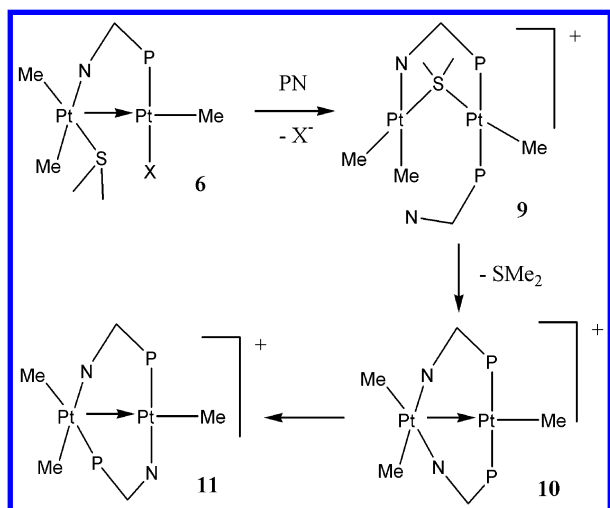 N P
Me
Pt Pt Me
Me S X
6
PN
- X⁻
+
N S P
Pt Pt
Me Me Me
P
N
9
- SMe₂
+
Me N P
Pt Pt Me
Me P N
11
+
Me N P
Pt Pt Me
Me N P
10